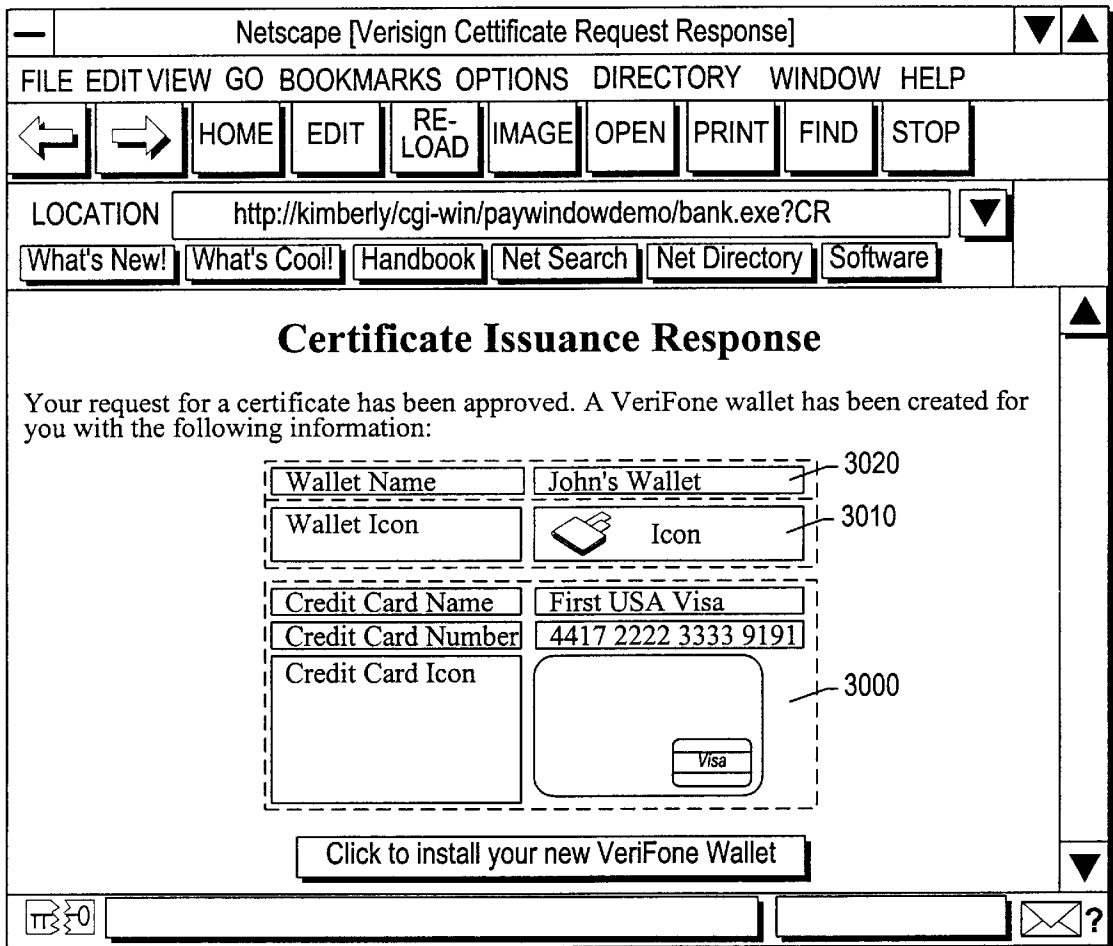 Netscape [Verisign Cettificate Request Response]
FILE EDIT VIEW GO BOOKMARKS OPTIONS DIRECTORY WINDOW HELP
HOME EDIT RE-LOAD IMAGE OPEN PRINT FIND STOP
LOCATION http://kimberly/cgi-win/paywindowdemo/bank.exe?CR
What's New! What's Cool! Handbook Net Search Net Directory Software
Certificate Issuance Response
Your request for a certificate has been approved. A VeriFone wallet has been created for
you with the following information:
Wallet Name John's Wallet 3020
Wallet Icon Icon 3010
Credit Card Name First USA Visa
Credit Card Number 4417 2222 3333 9191
Credit Card Icon 3000
Visa
Click to install your new VeriFone Wallet
?